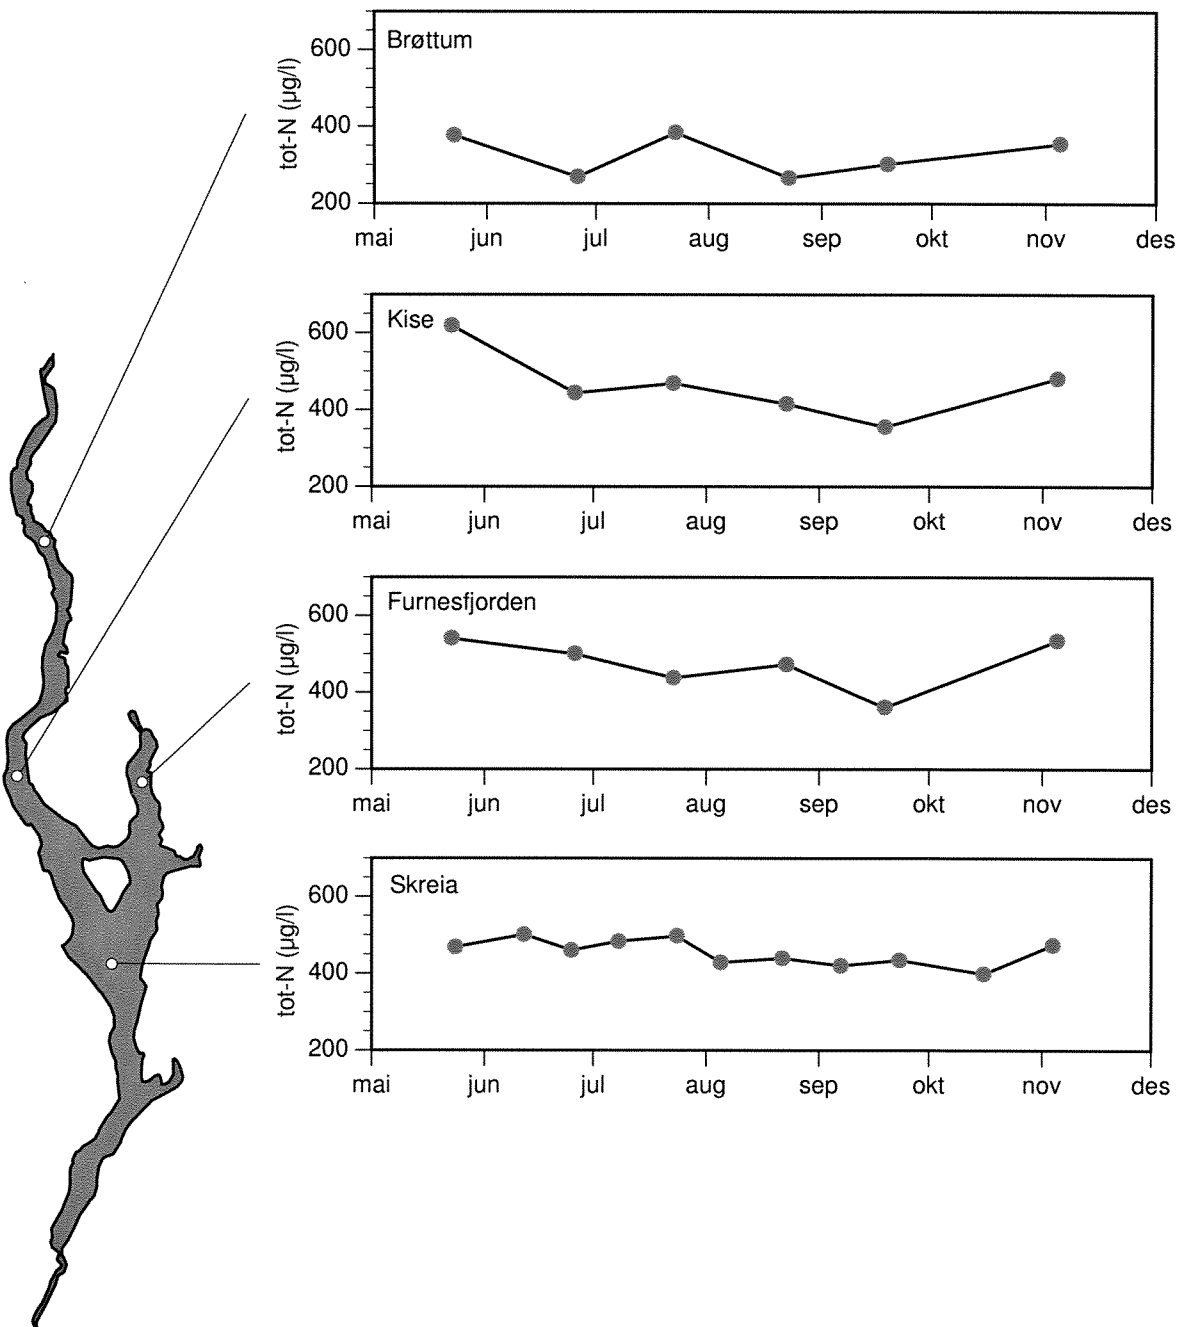 Brøttum
tot-N (µg/l)
600
400
200
mai jun jul aug sep okt nov des
Kise
tot-N (µg/l)
600
400
200
mai jun jul aug sep okt nov des
Furnesfjorden
tot-N (µg/l)
600
400
200
mai jun jul aug sep okt nov des
Skreia
tot-N (µg/l)
600
400
200
mai jun jul aug sep okt nov des